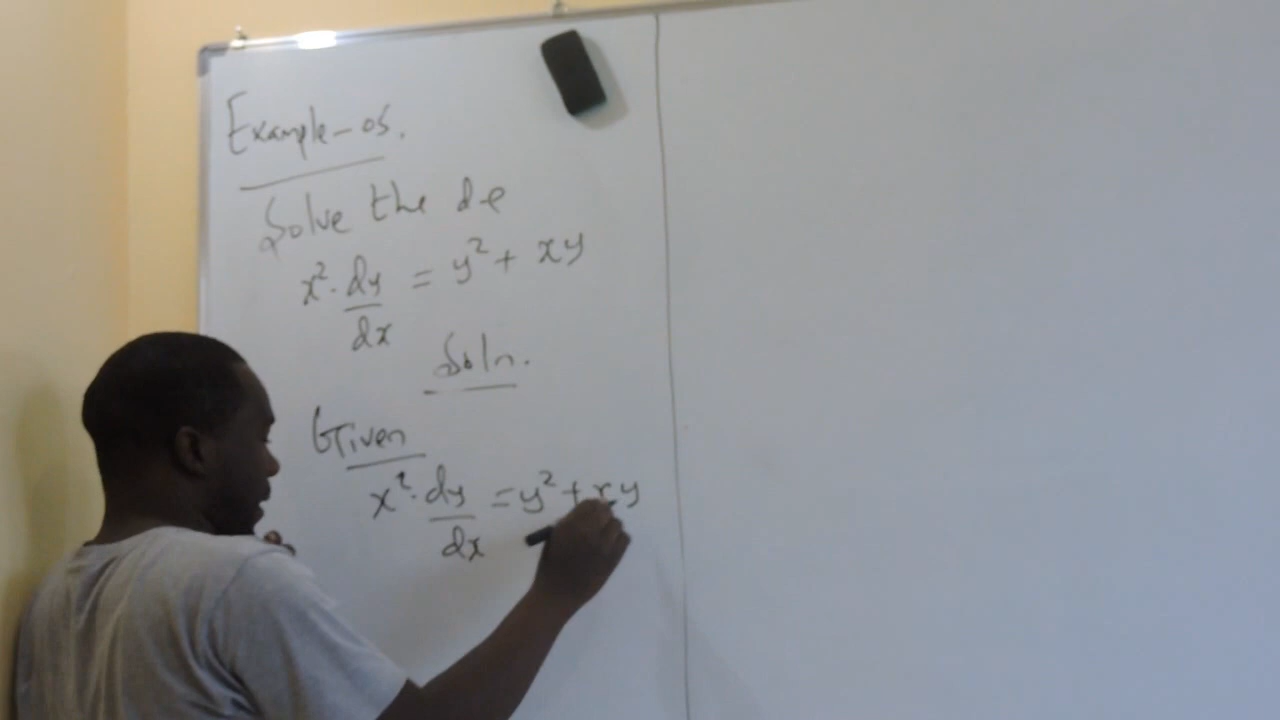 Example-05.
Solve the de
x². dy/dx = y² + xy
Soln.
Given
x². dy/dx = y² + xy